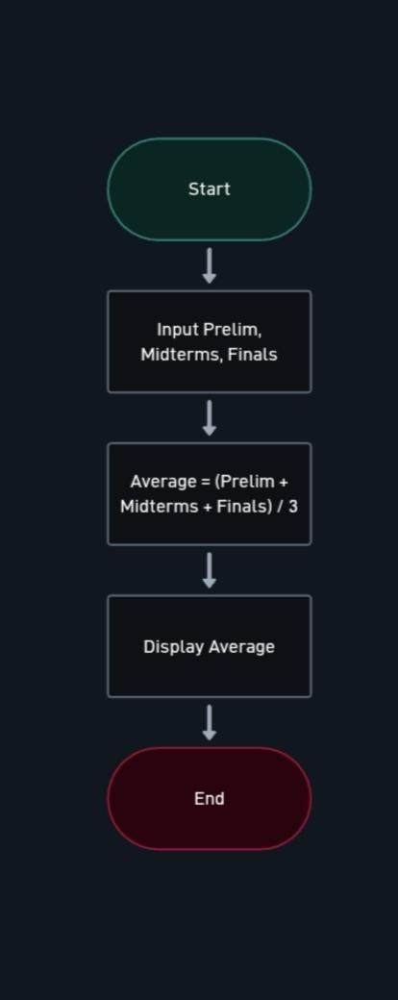 Start
Input Prelim,
Midterms, Finals
Average = (Prelim +
Midterms + Finals) / 3
Display Average
End